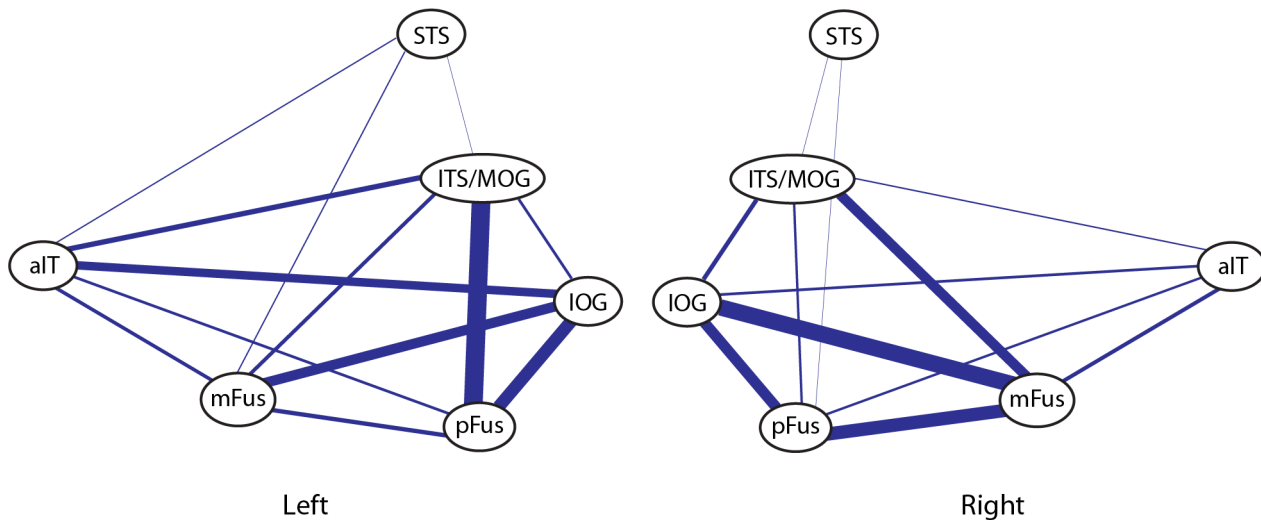 STS
ITS/MOG
aIT
IOG
mFus
pFus
Left
STS
ITS/MOG
aIT
IOG
mFus
pFus
Right